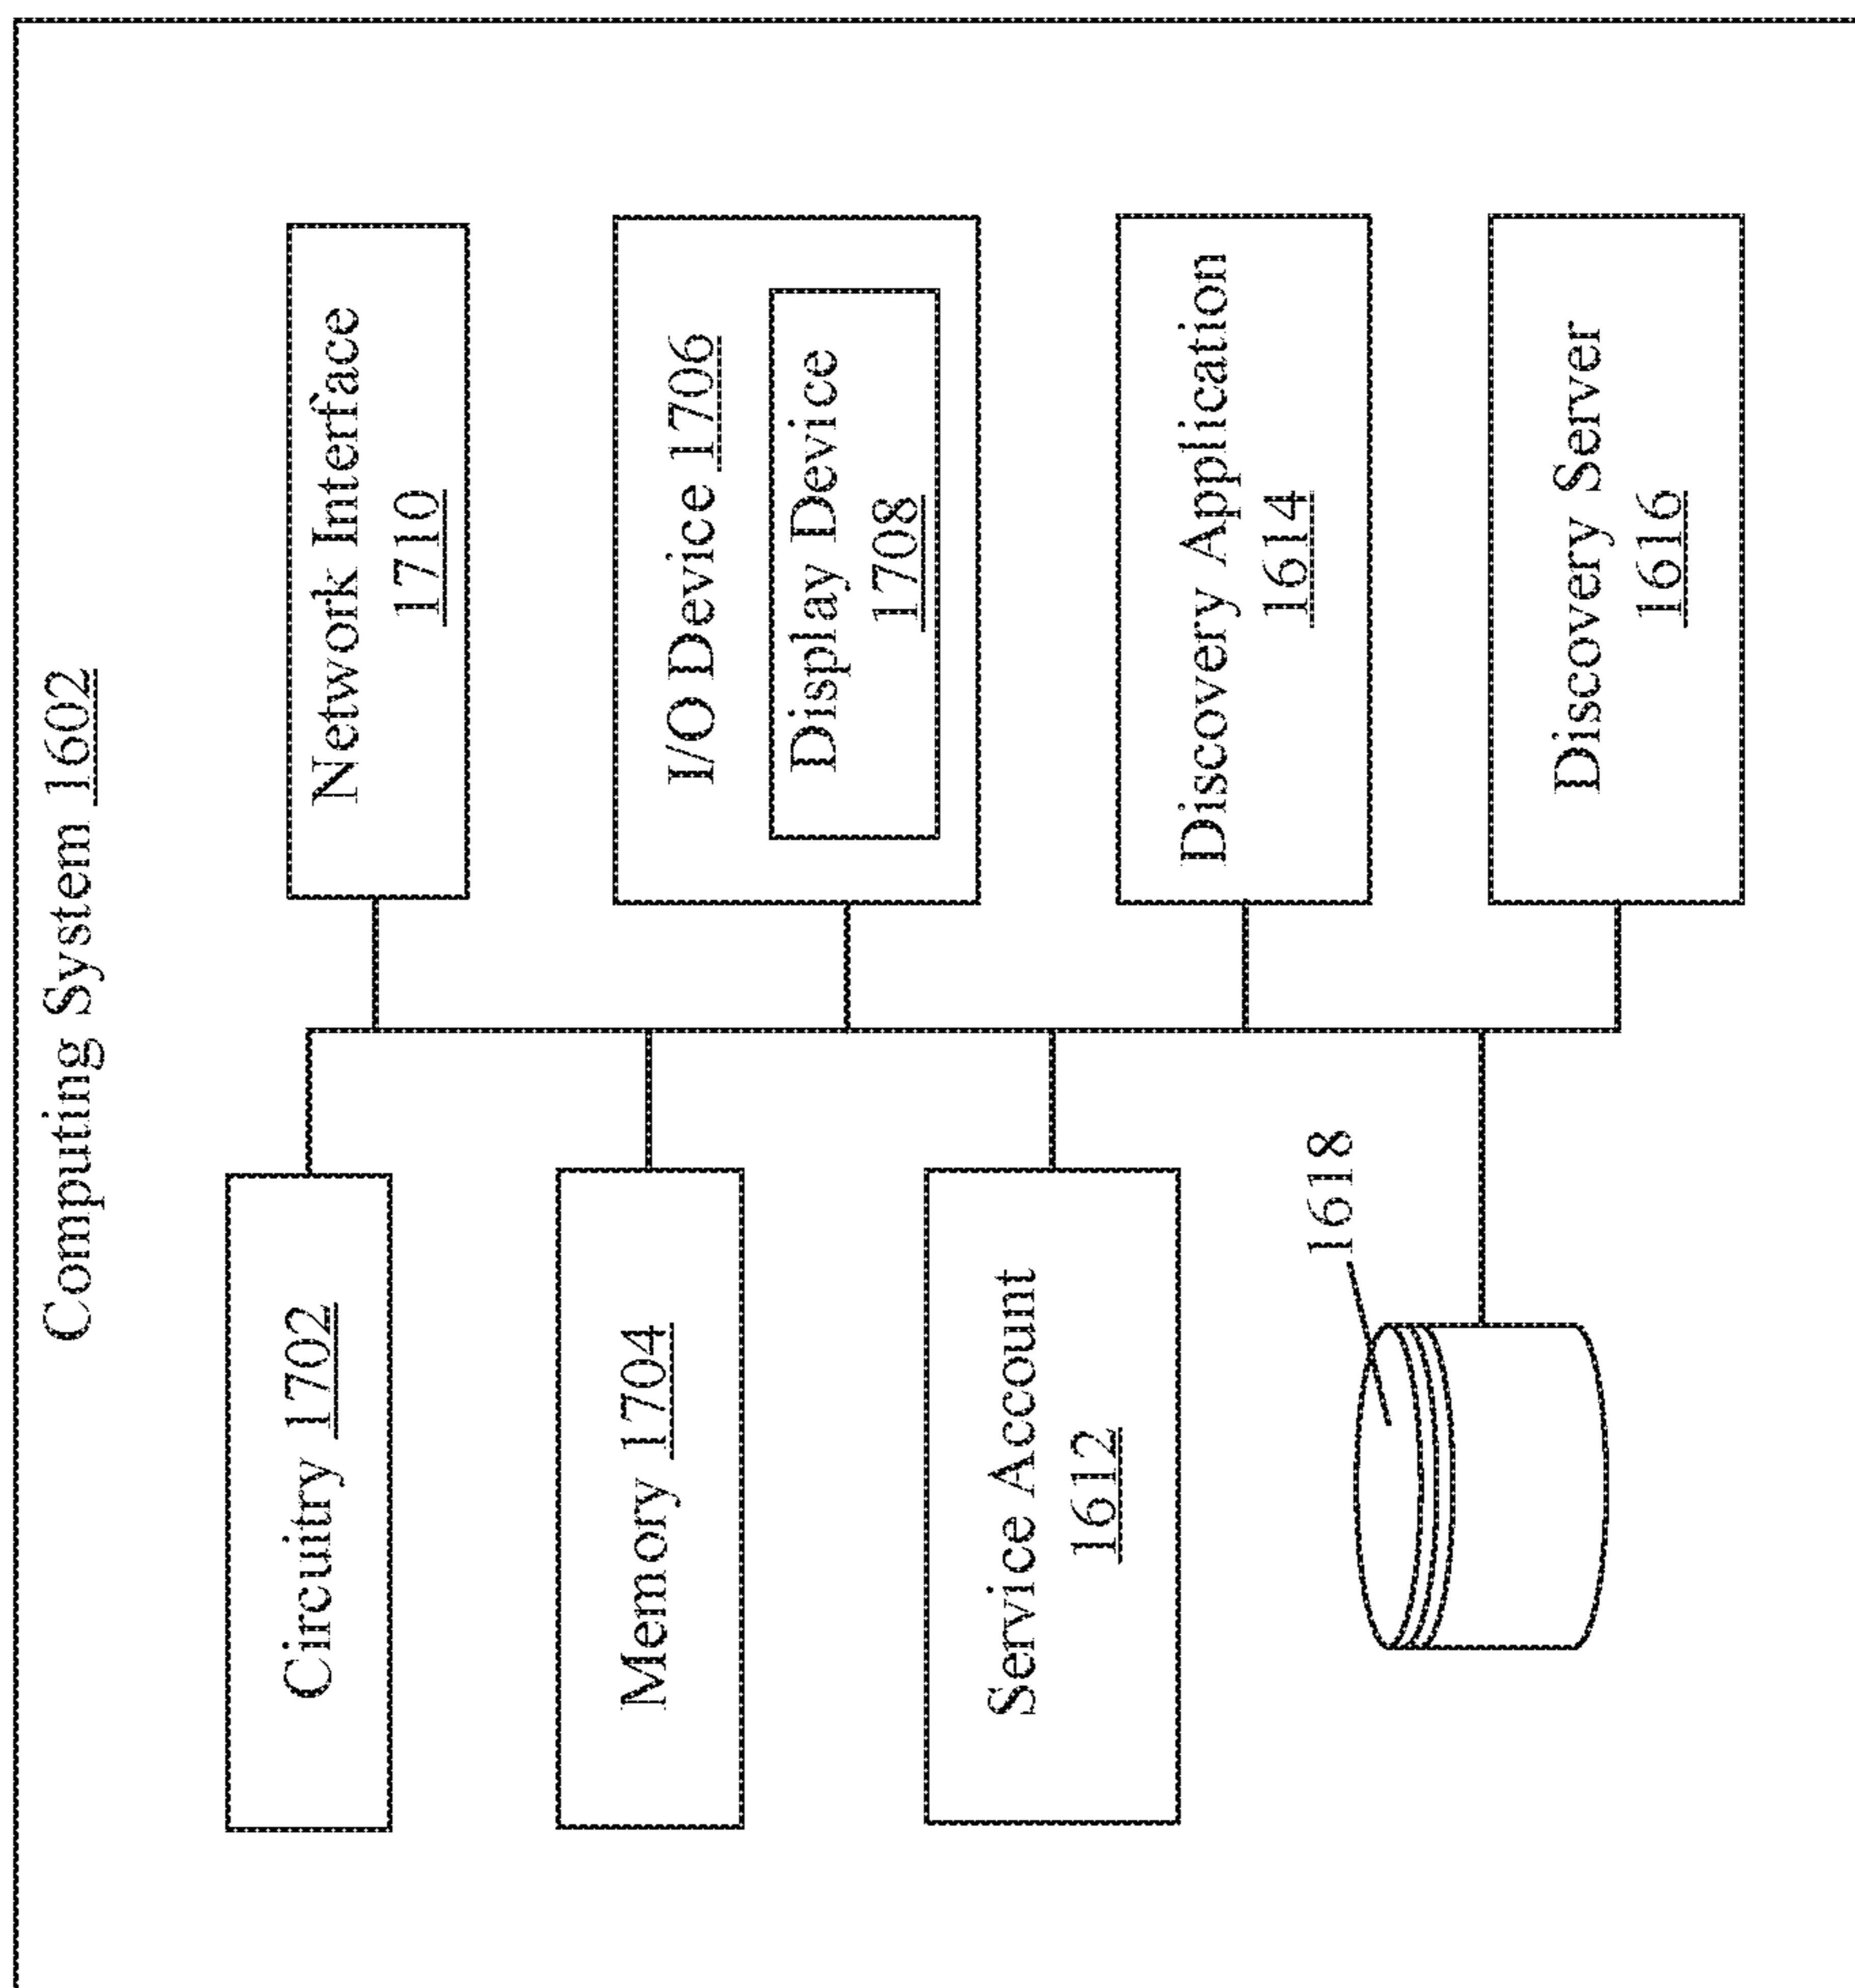 Computing System 1602
Circuitry 1702
Network Interface
1710
Memory 1704
I/O Device 1706
Display Device
1708
Service Account
1612
Discovery Application
1614
1618
Discovery Server
1616